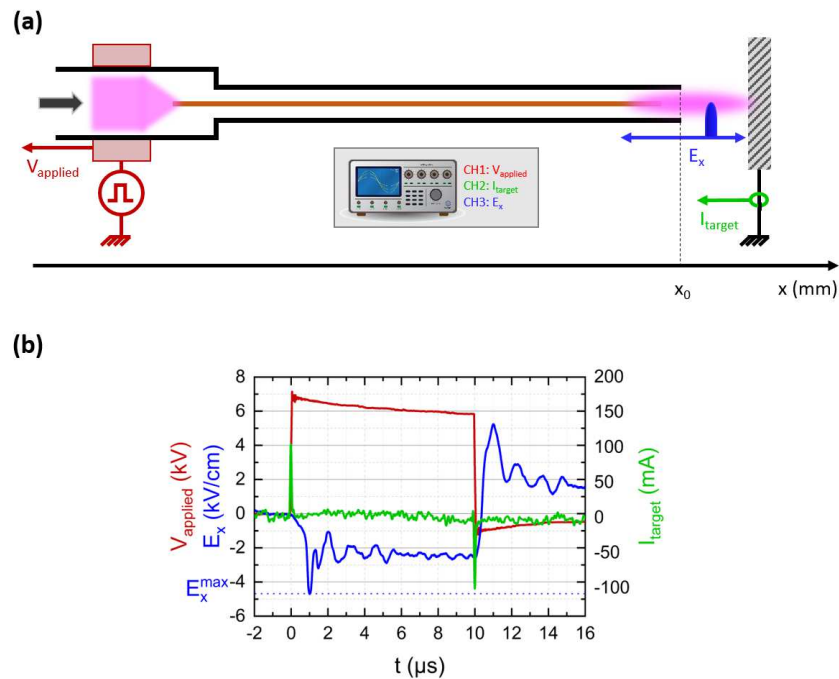 (a)
V_applied
CH1: V_applied
CH2: I_target
CH3: E_x
E_x
I_target
x_0
x (mm)
(b)
V_applied (kV)
E_x (kV/cm)
8
6
4
2
0
-2
-4
-6
E_x^max
200
150
100
50
0
-50
-100
I_target (mA)
-2 0 2 4 6 8 10 12 14 16
t (µs)